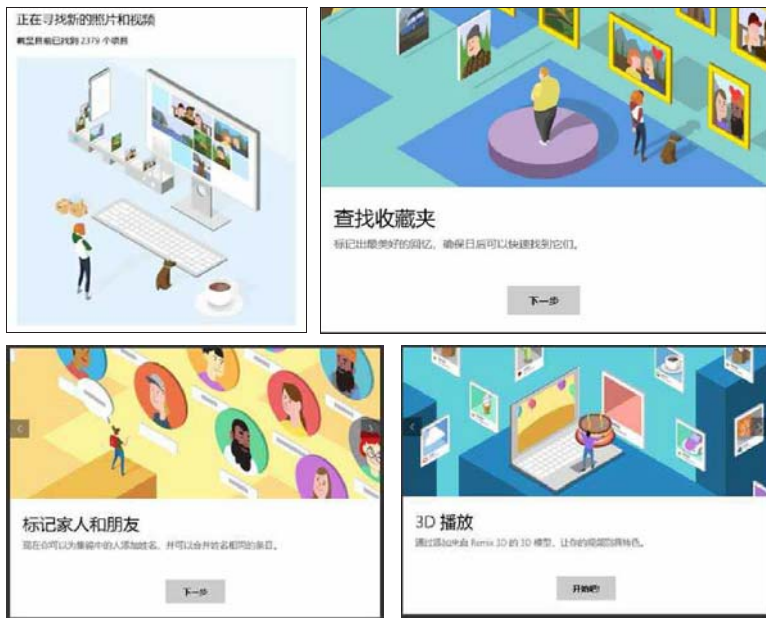 正在寻找新的照片和视频
截至目前已找到 2379 个项目
查找收藏夹
标记出最美好的回忆，确保日后可以快速找到它们。
下一步
标记家人和朋友
现在你可以为集锦中的人添加姓名，并可以合并姓名相同的条目。
下一步
3D 播放
通过添加来自 Remix 3D 的 3D 模型，让你的视频别具特色。
开始吧!